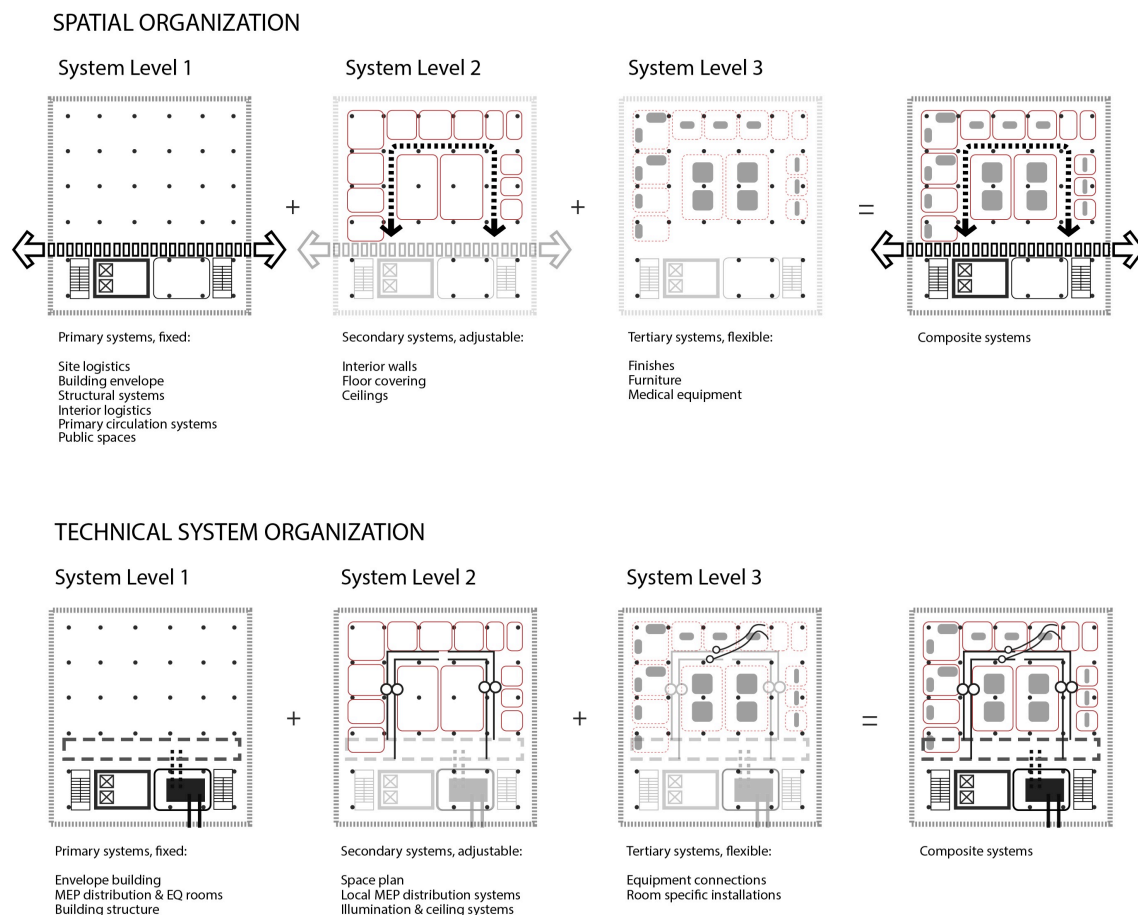 SPATIAL ORGANIZATION
System Level 1
System Level 2
System Level 3
+
+
=
Primary systems, fixed:
Site logistics
Building envelope
Structural systems
Interior logistics
Primary circulation systems
Public spaces
Secondary systems, adjustable:
Interior walls
Floor covering
Ceilings
Tertiary systems, flexible:
Finishes
Furniture
Medical equipment
Composite systems
TECHNICAL SYSTEM ORGANIZATION
System Level 1
System Level 2
System Level 3
+
+
=
Primary systems, fixed:
Envelope building
MEP distribution & EQ rooms
Building structure
Secondary systems, adjustable:
Space plan
Local MEP distribution systems
Illumination & ceiling systems
Tertiary systems, flexible:
Equipment connections
Room specific installations
Composite systems